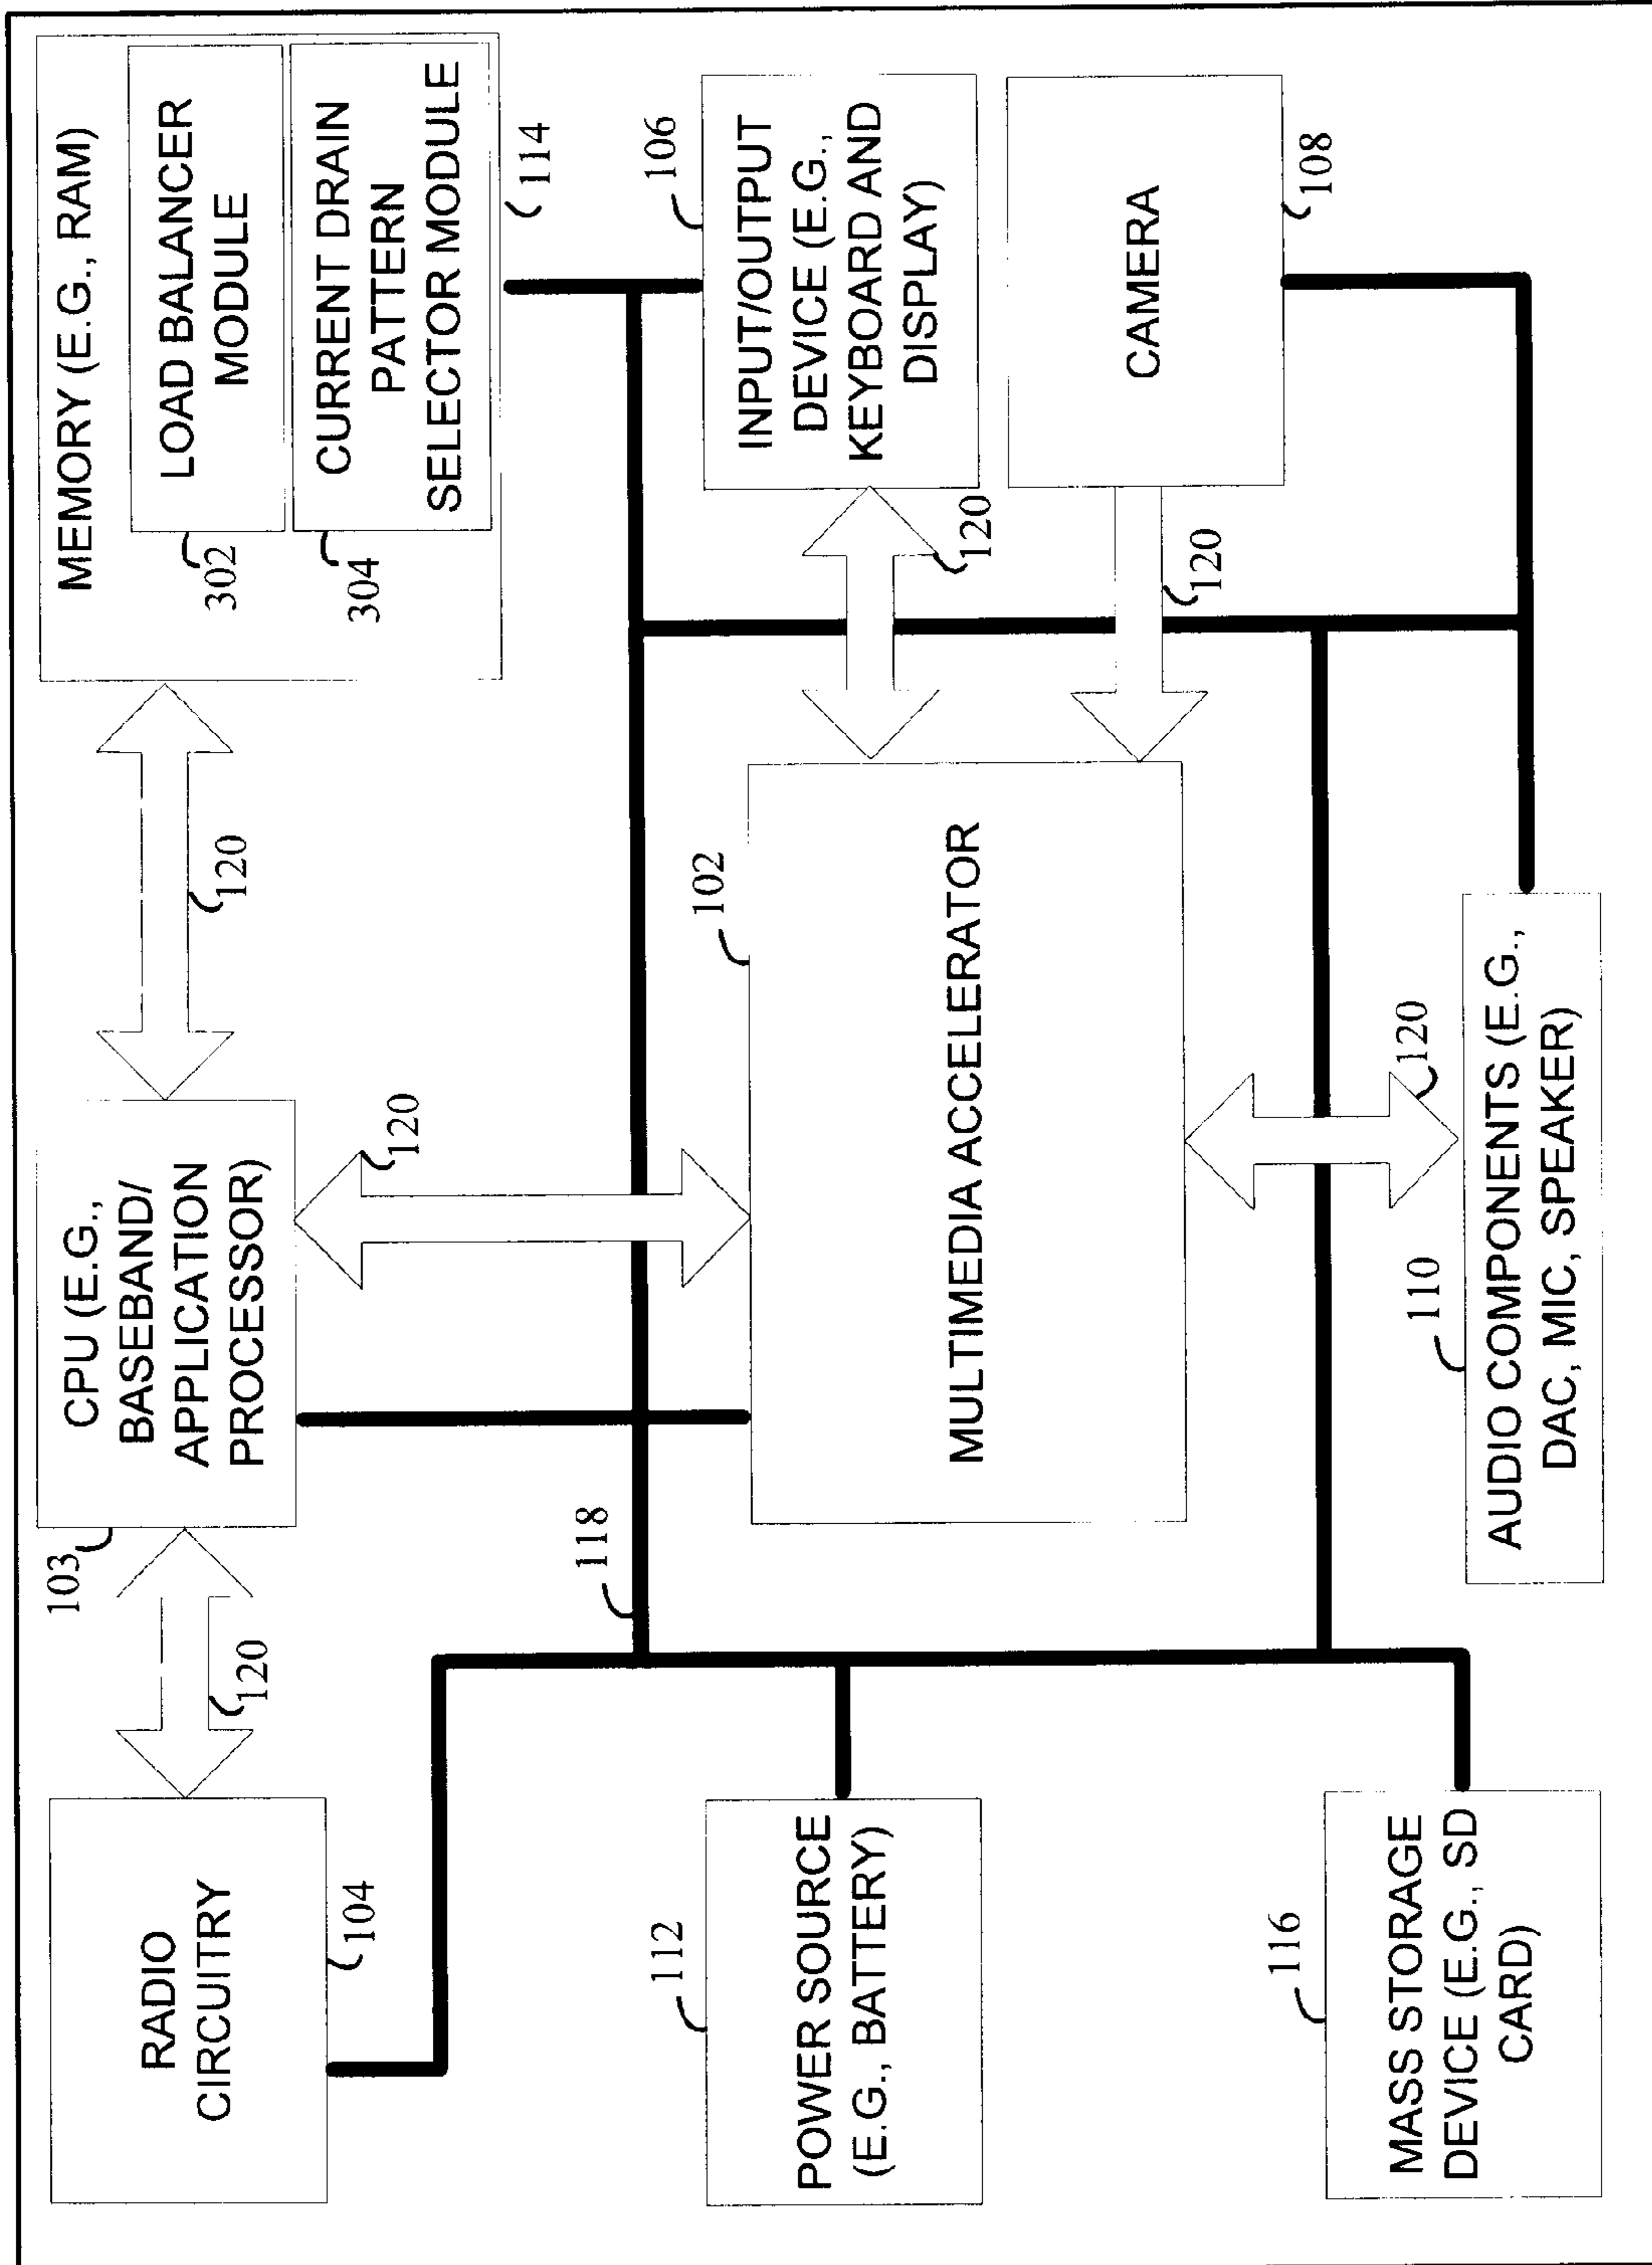 RADIO
CIRCUITRY
104
120
103
CPU (E.G.,
BASEBAND/
APPLICATION
PROCESSOR)
120
120
MEMORY (E.G., RAM)
302
LOAD BALANCER
MODULE
304
CURRENT DRAIN
PATTERN
SELECTOR MODULE
114
112
POWER SOURCE
(E.G., BATTERY)
118
102
MULTIMEDIA ACCELERATOR
106
INPUT/OUTPUT
DEVICE (E.G.,
KEYBOARD AND
DISPLAY)
120
120
CAMERA
108
116
MASS STORAGE
DEVICE (E.G., SD
CARD)
110
120
AUDIO COMPONENTS (E.G.,
DAC, MIC, SPEAKER)